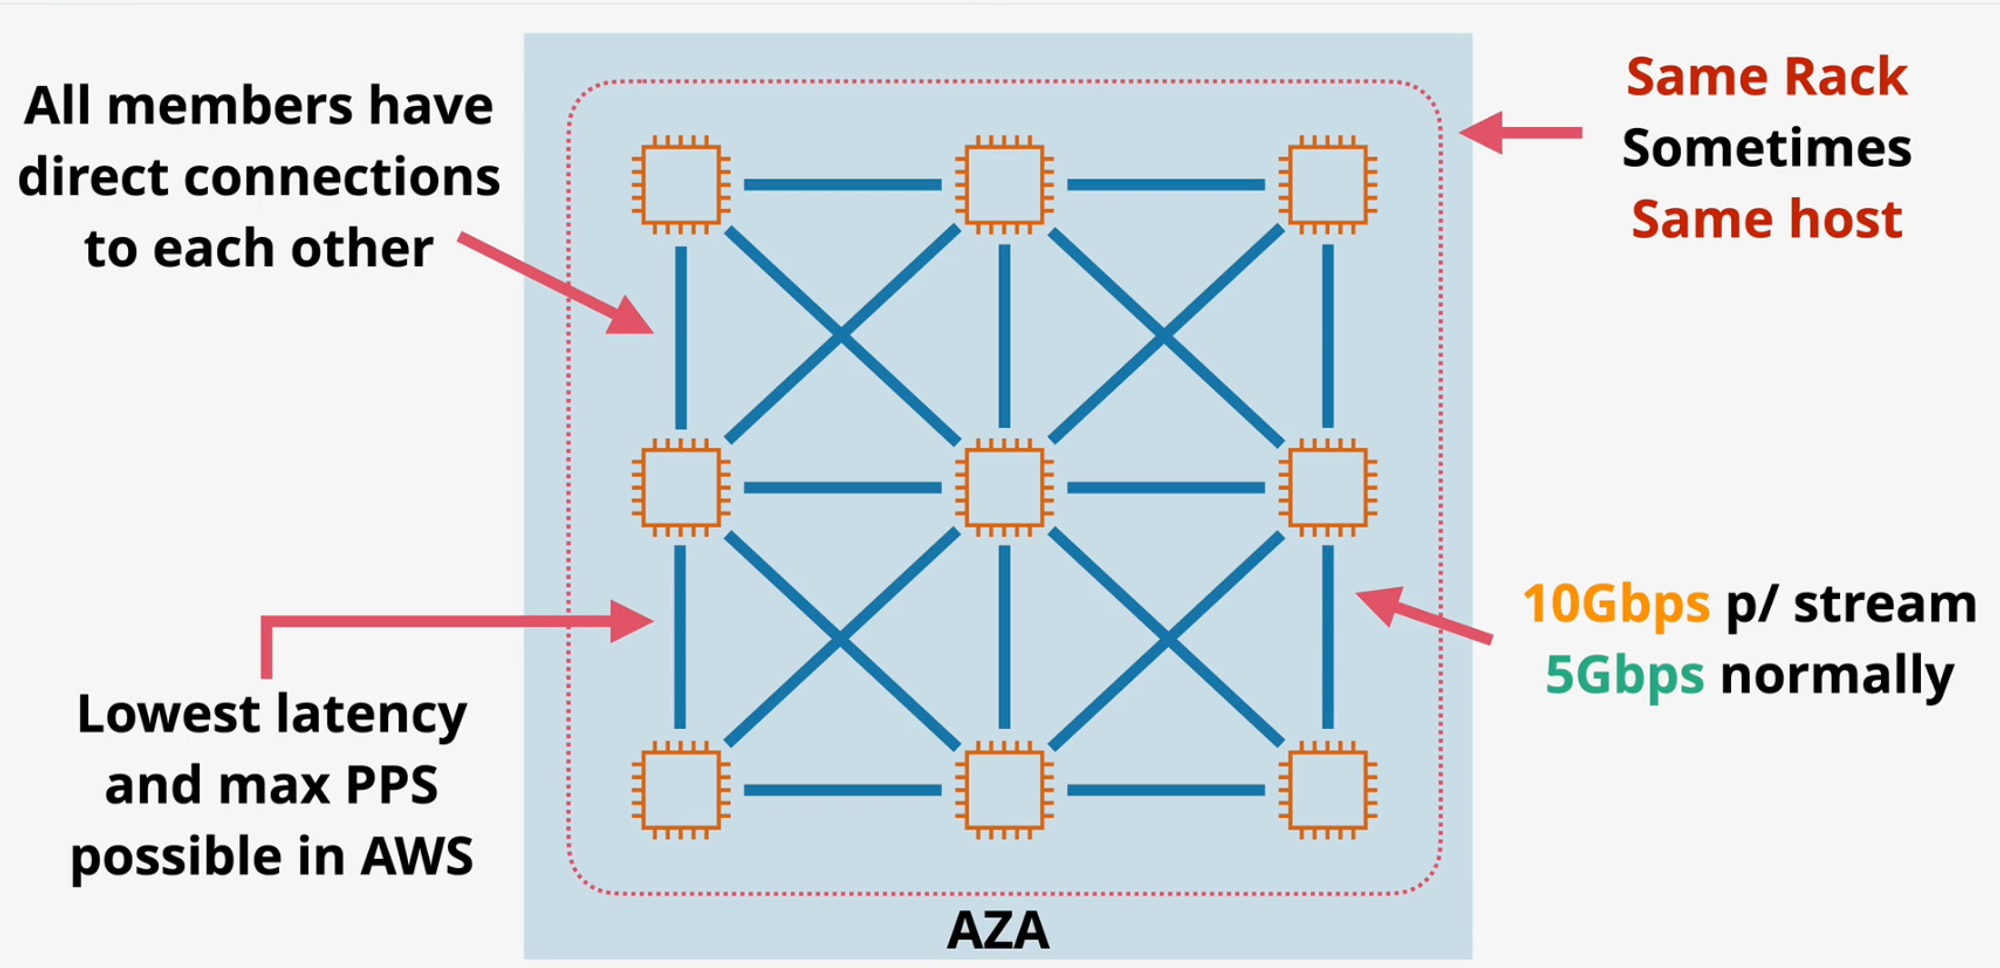 All members have
direct connections
to each other
Same Rack
Sometimes
Same host
10Gbps p/ stream
5Gbps normally
Lowest latency
and max PPS
possible in AWS
AZA